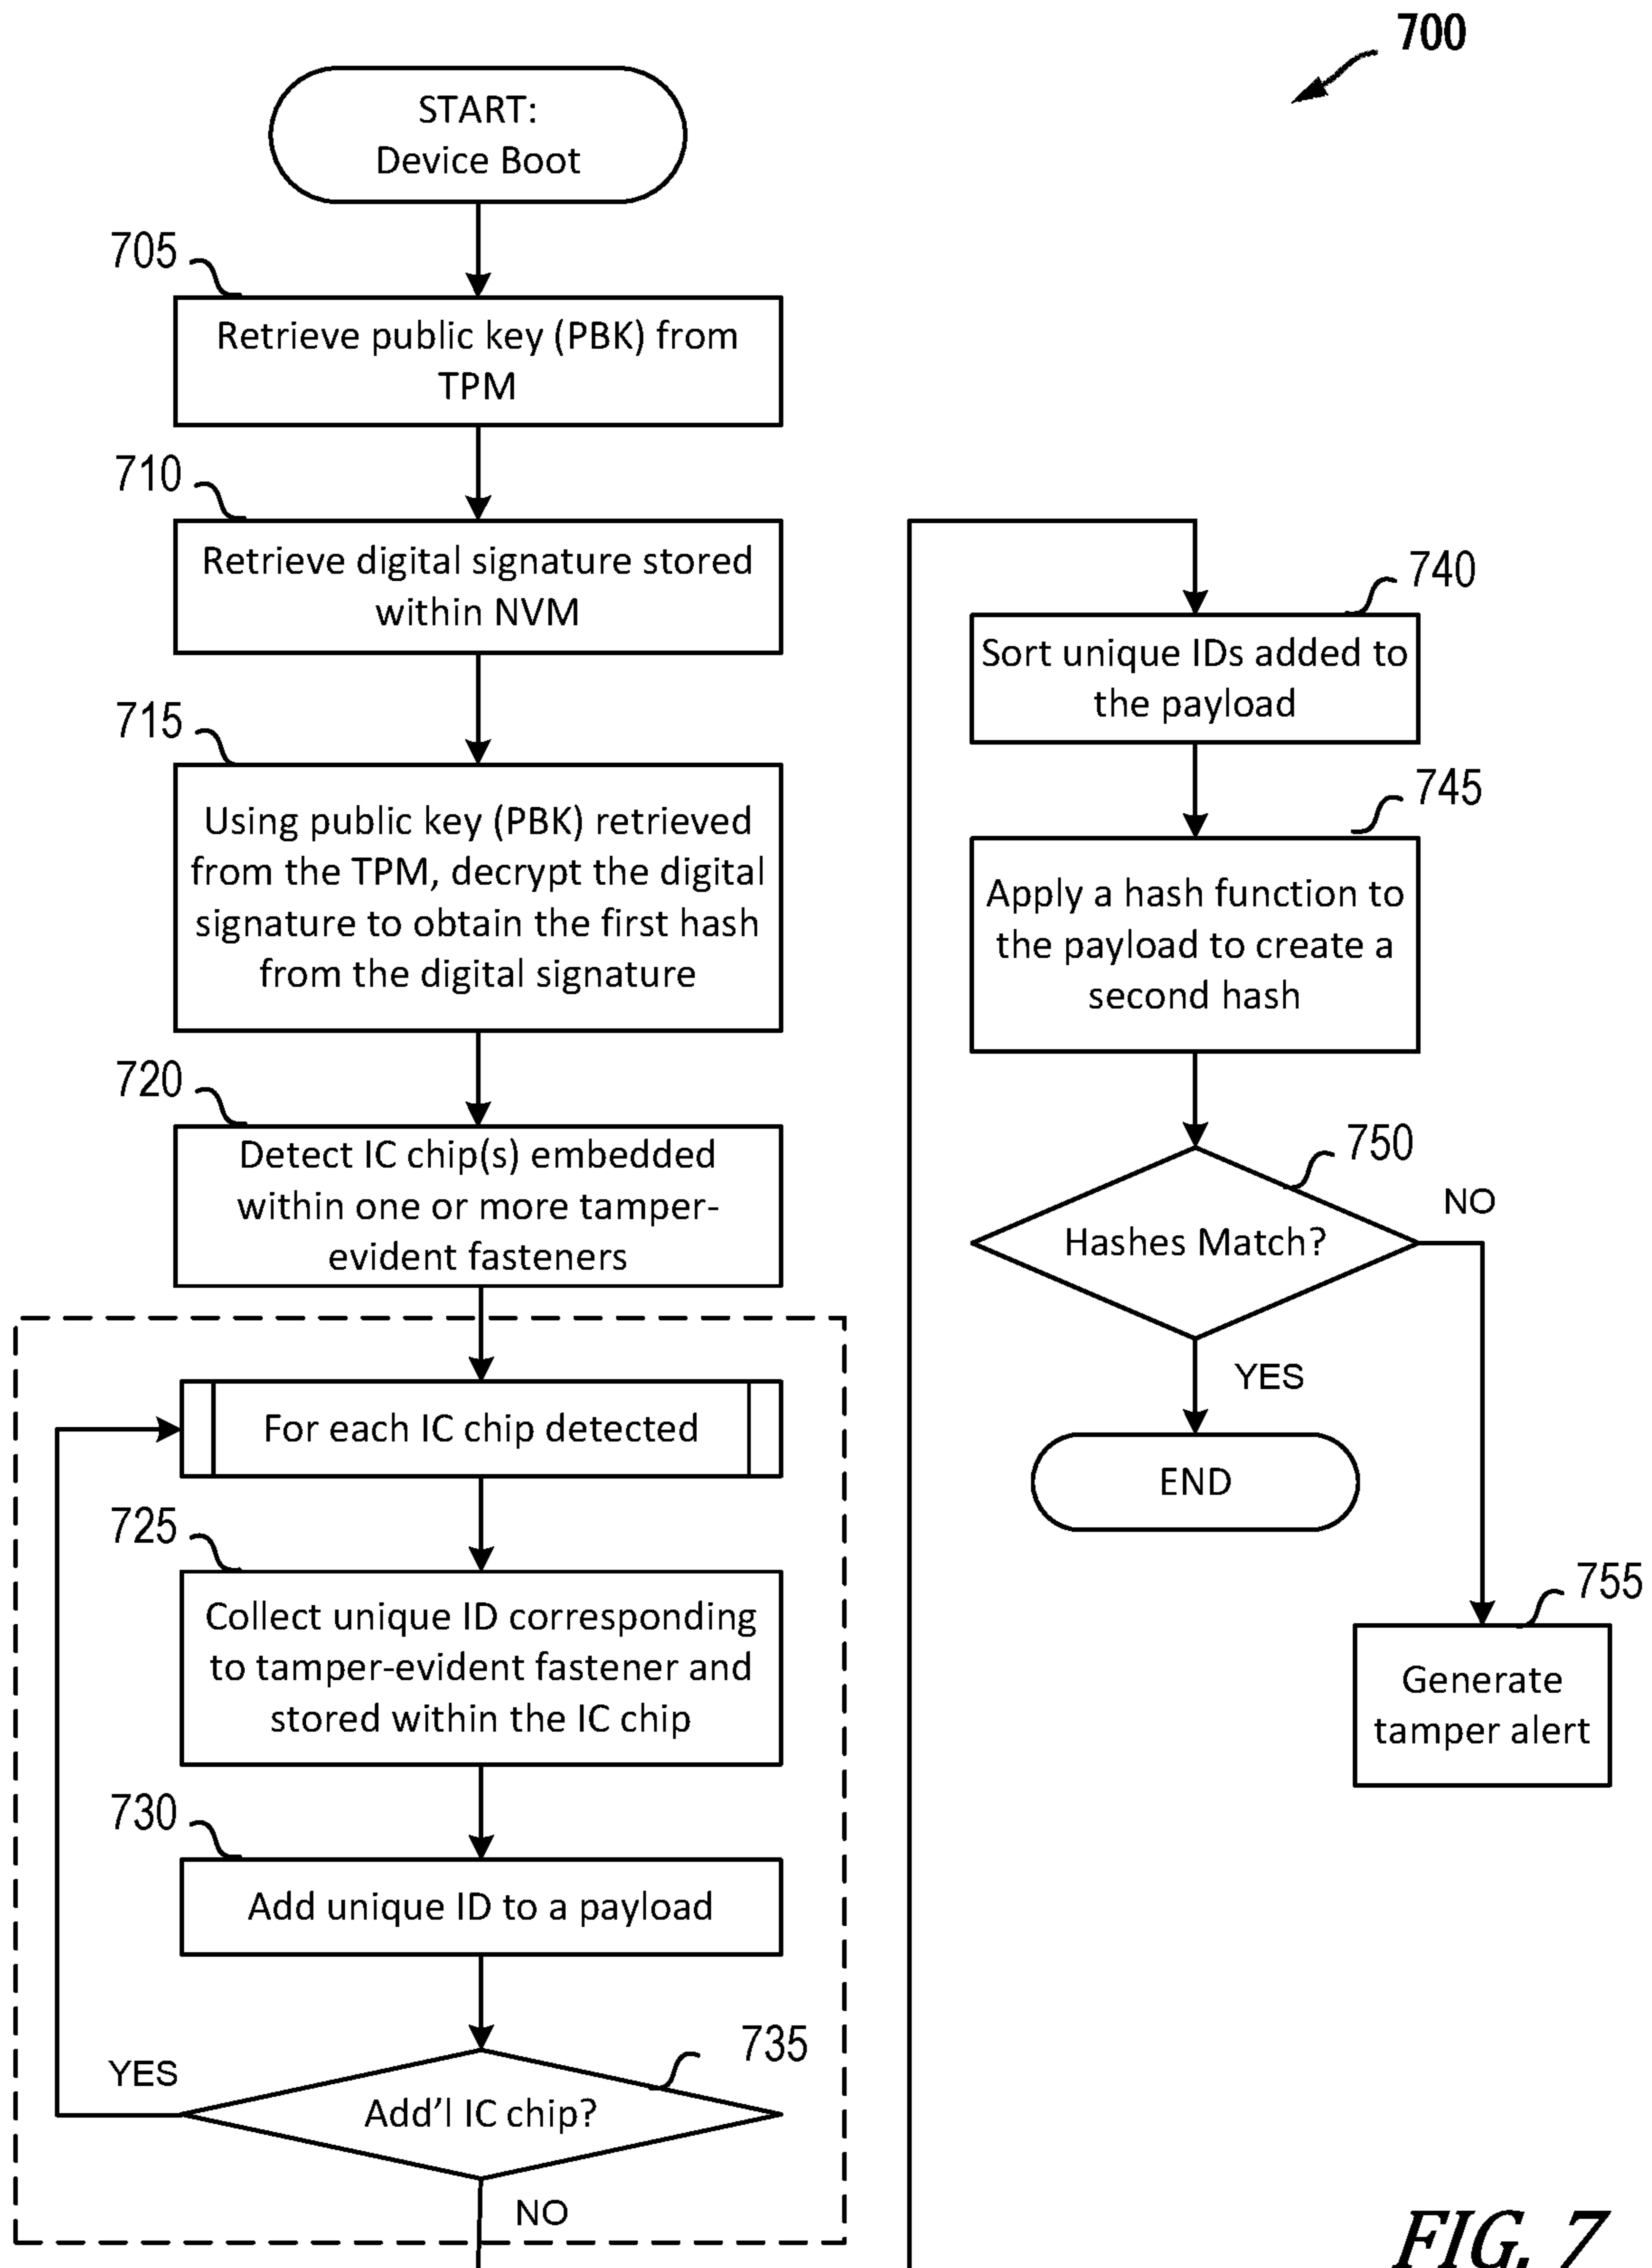 700
START:
Device Boot
705
Retrieve public key (PBK) from
TPM
710
Retrieve digital signature stored
within NVM
715
Using public key (PBK) retrieved
from the TPM, decrypt the digital
signature to obtain the first hash
from the digital signature
720
Detect IC chip(s) embedded
within one or more tamper-
evident fasteners
For each IC chip detected
725
Collect unique ID corresponding
to tamper-evident fastener and
stored within the IC chip
730
Add unique ID to a payload
735
YES
Add’l IC chip?
NO
740
Sort unique IDs added to
the payload
745
Apply a hash function to
the payload to create a
second hash
750
NO
Hashes Match?
YES
END
755
Generate
tamper alert
FIG. 7